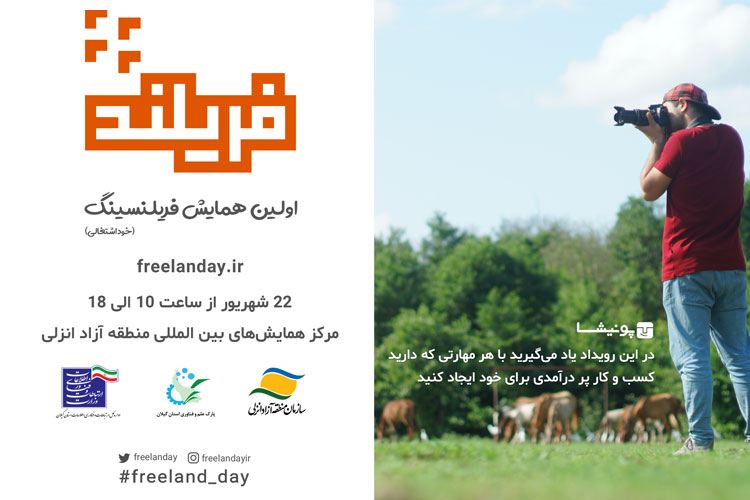 فریلند
اولین همایش فریلنسینگ
(خوداشتغالی)
freelanday.ir
22 شهریور از ساعت 10 الی 18
مرکز همایش‌های بین المللی منطقه آزاد انزلی
سازمان منطقه آزاد انزلی
پارک علم و فناوری استان گیلان
freelanday
freelandayir
#freeland_day
پونیشا
در این رویداد یاد می‌گیرید با هر مهارتی که دارید
کسب و کار پر درآمدی برای خود ایجاد کنید